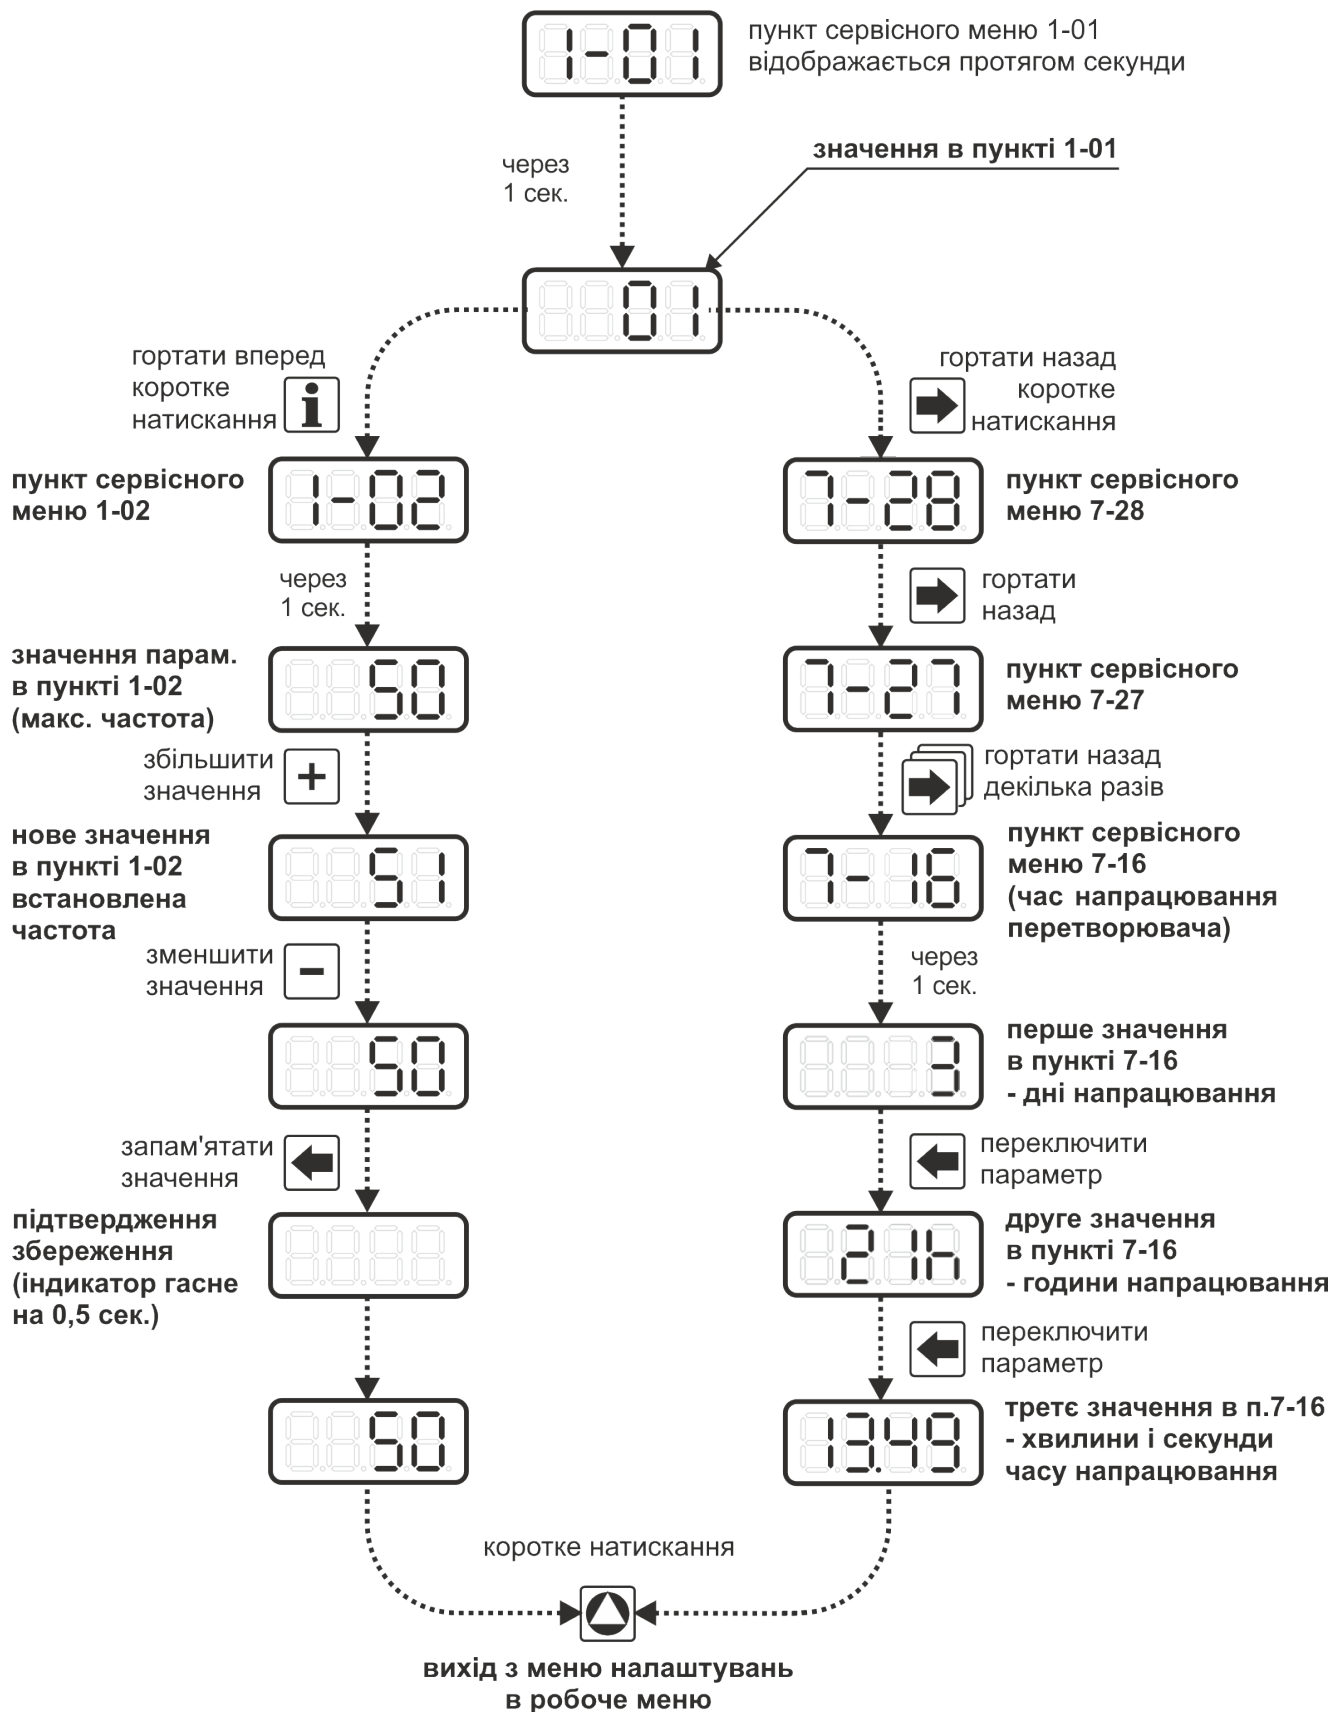 1-01
пункт сервісного меню 1-01
відображається протягом секунди
через
1 сек.
значення в пункті 1-01
01
гортати вперед
коротке
натискання
i
гортати назад
коротке
натискання
пункт сервісного
меню 1-02
1-02
7-28
пункт сервісного
меню 7-28
через
1 сек.
гортати
назад
значення парам.
в пункті 1-02
(макс. частота)
50
7-27
пункт сервісного
меню 7-27
збільшити
значення
+
гортати назад
декілька разів
нове значення
в пункті 1-02
встановлена
частота
51
7-16
пункт сервісного
меню 7-16
(час напрацювання
перетворювача)
зменшити
значення
-
через
1 сек.
50
3
перше значення
в пункті 7-16
- дні напрацювання
запам'ятати
значення
переключити
параметр
підтвердження
збереження
(індикатор гасне
на 0,5 сек.)
21h
друге значення
в пункті 7-16
- години напрацювання
переключити
параметр
50
13.49
третє значення в п.7-16
- хвилини і секунди
часу напрацювання
коротке натискання
вихід з меню налаштувань
в робоче меню